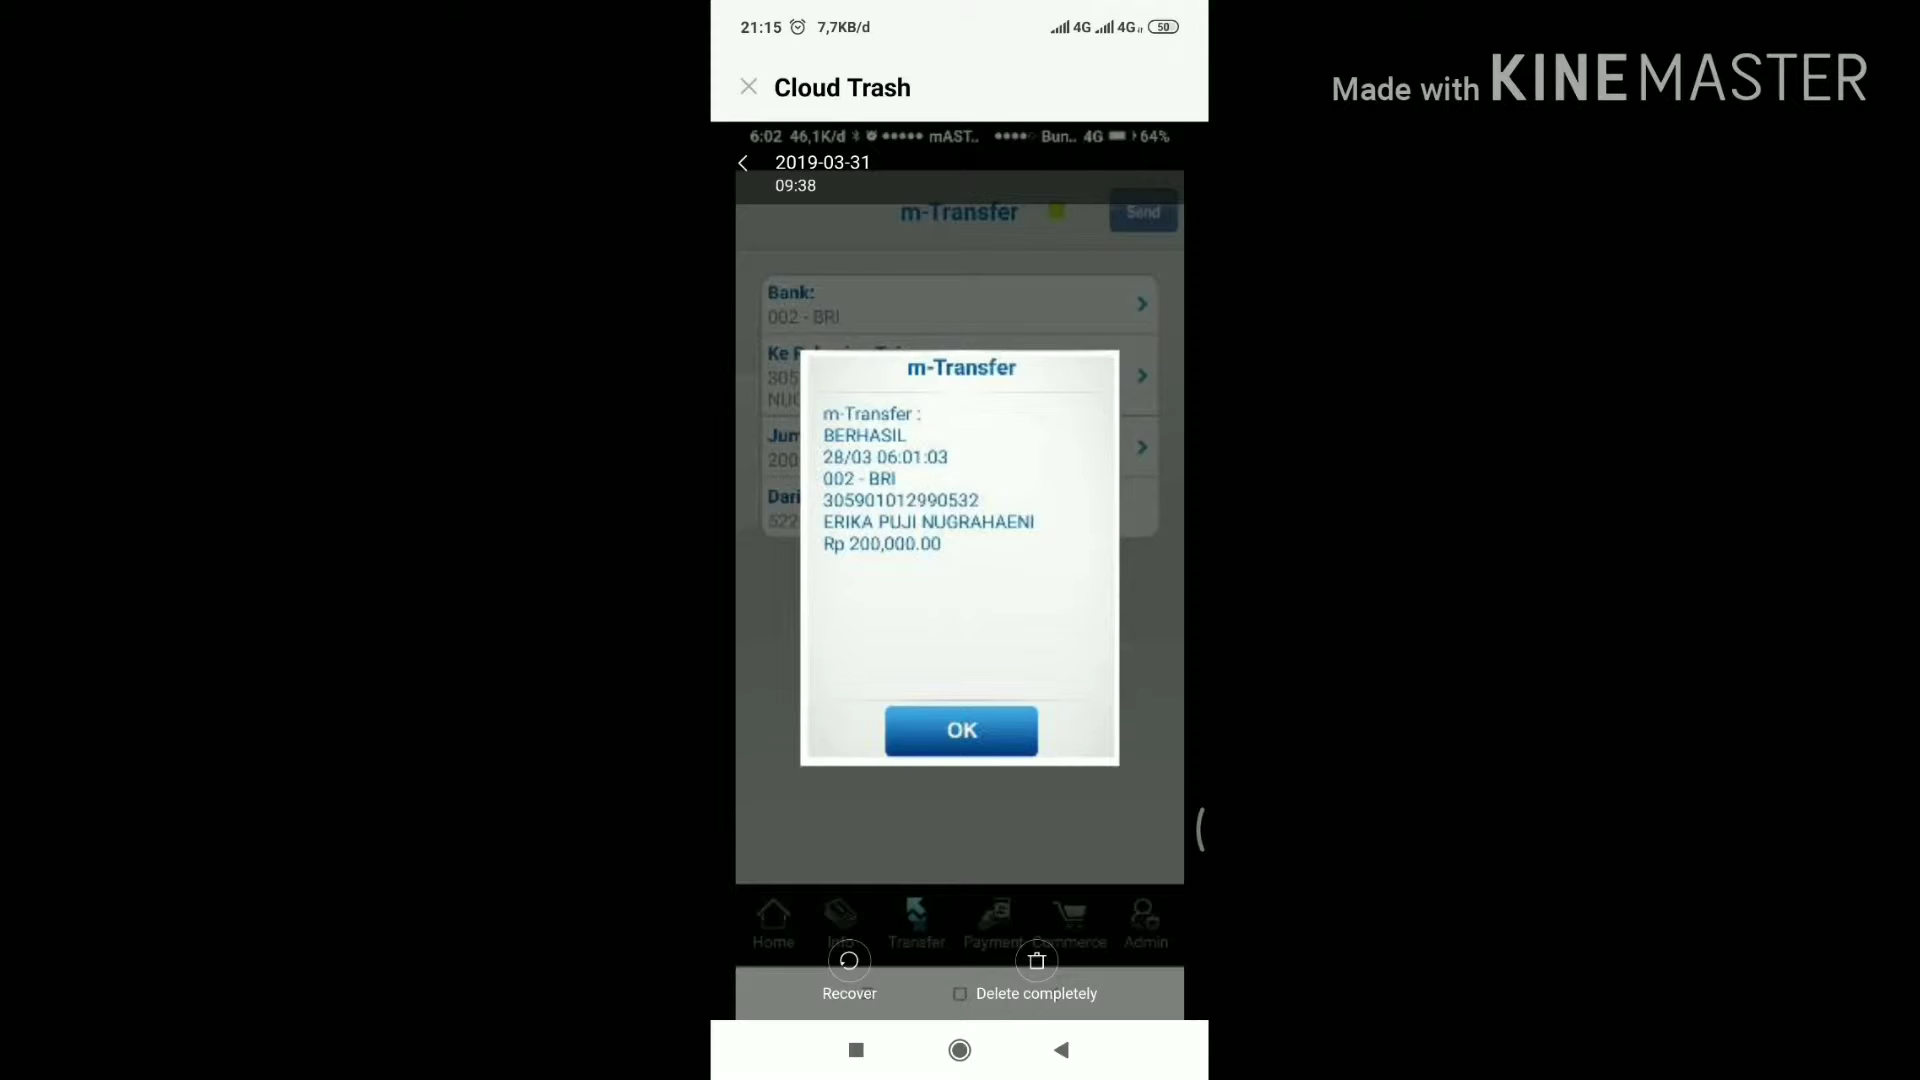 21:15 7,7KB/d 4G 4G 50
Made with KINEMASTER
Cloud Trash
6:02 46,1K/d mAST.. Bun.. 4G 64%
2019-03-31
09:38
m-Transfer Send
Bank:
002 - BRI
Ke
305
NUG
Jum
200
Dari
522
m-Transfer
m-Transfer :
BERHASIL
28/03 06:01:03
002 - BRI
305901012990532
ERIKA PUJI NUGRAHAENI
Rp 200,000.00
OK
Home Info Transfer Payment Commerce Admin
Recover Delete completely